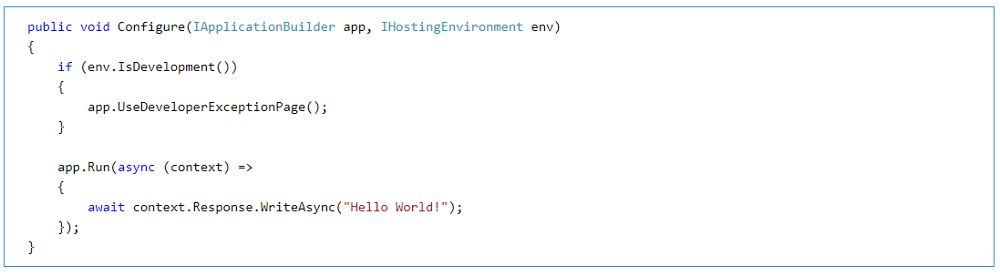 public void Configure(IApplicationBuilder app, IHostingEnvironment env)
{
    if (env.IsDevelopment())
    {
        app.UseDeveloperExceptionPage();
    }

    app.Run(async (context) =>
    {
        await context.Response.WriteAsync("Hello World!");
    });
}